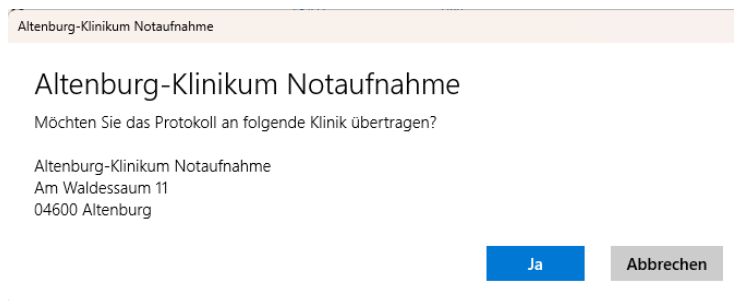 Altenburg-Klinikum Notaufnahme
Altenburg-Klinikum Notaufnahme
Möchten Sie das Protokoll an folgende Klinik übertragen?
Altenburg-Klinikum Notaufnahme
Am Waldessaum 11
04600 Altenburg
Ja Abbrechen